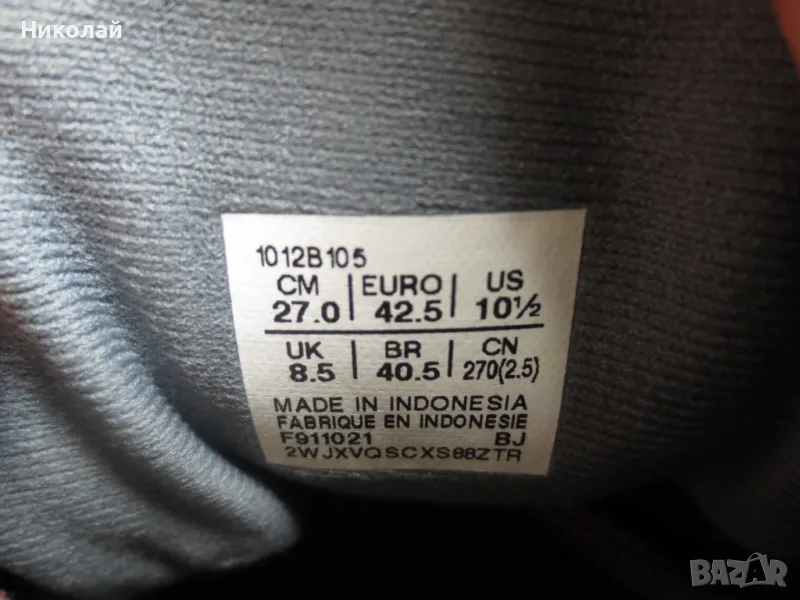 Николай
1012B105
CM EURO US
27.0 42.5 10½
UK BR CN
8.5 40.5 270(2.5)
MADE IN INDONESIA
FABRIQUE EN INDONESIE
F911021 BJ
2WJXVQSCXS88ZTR
BAZAR